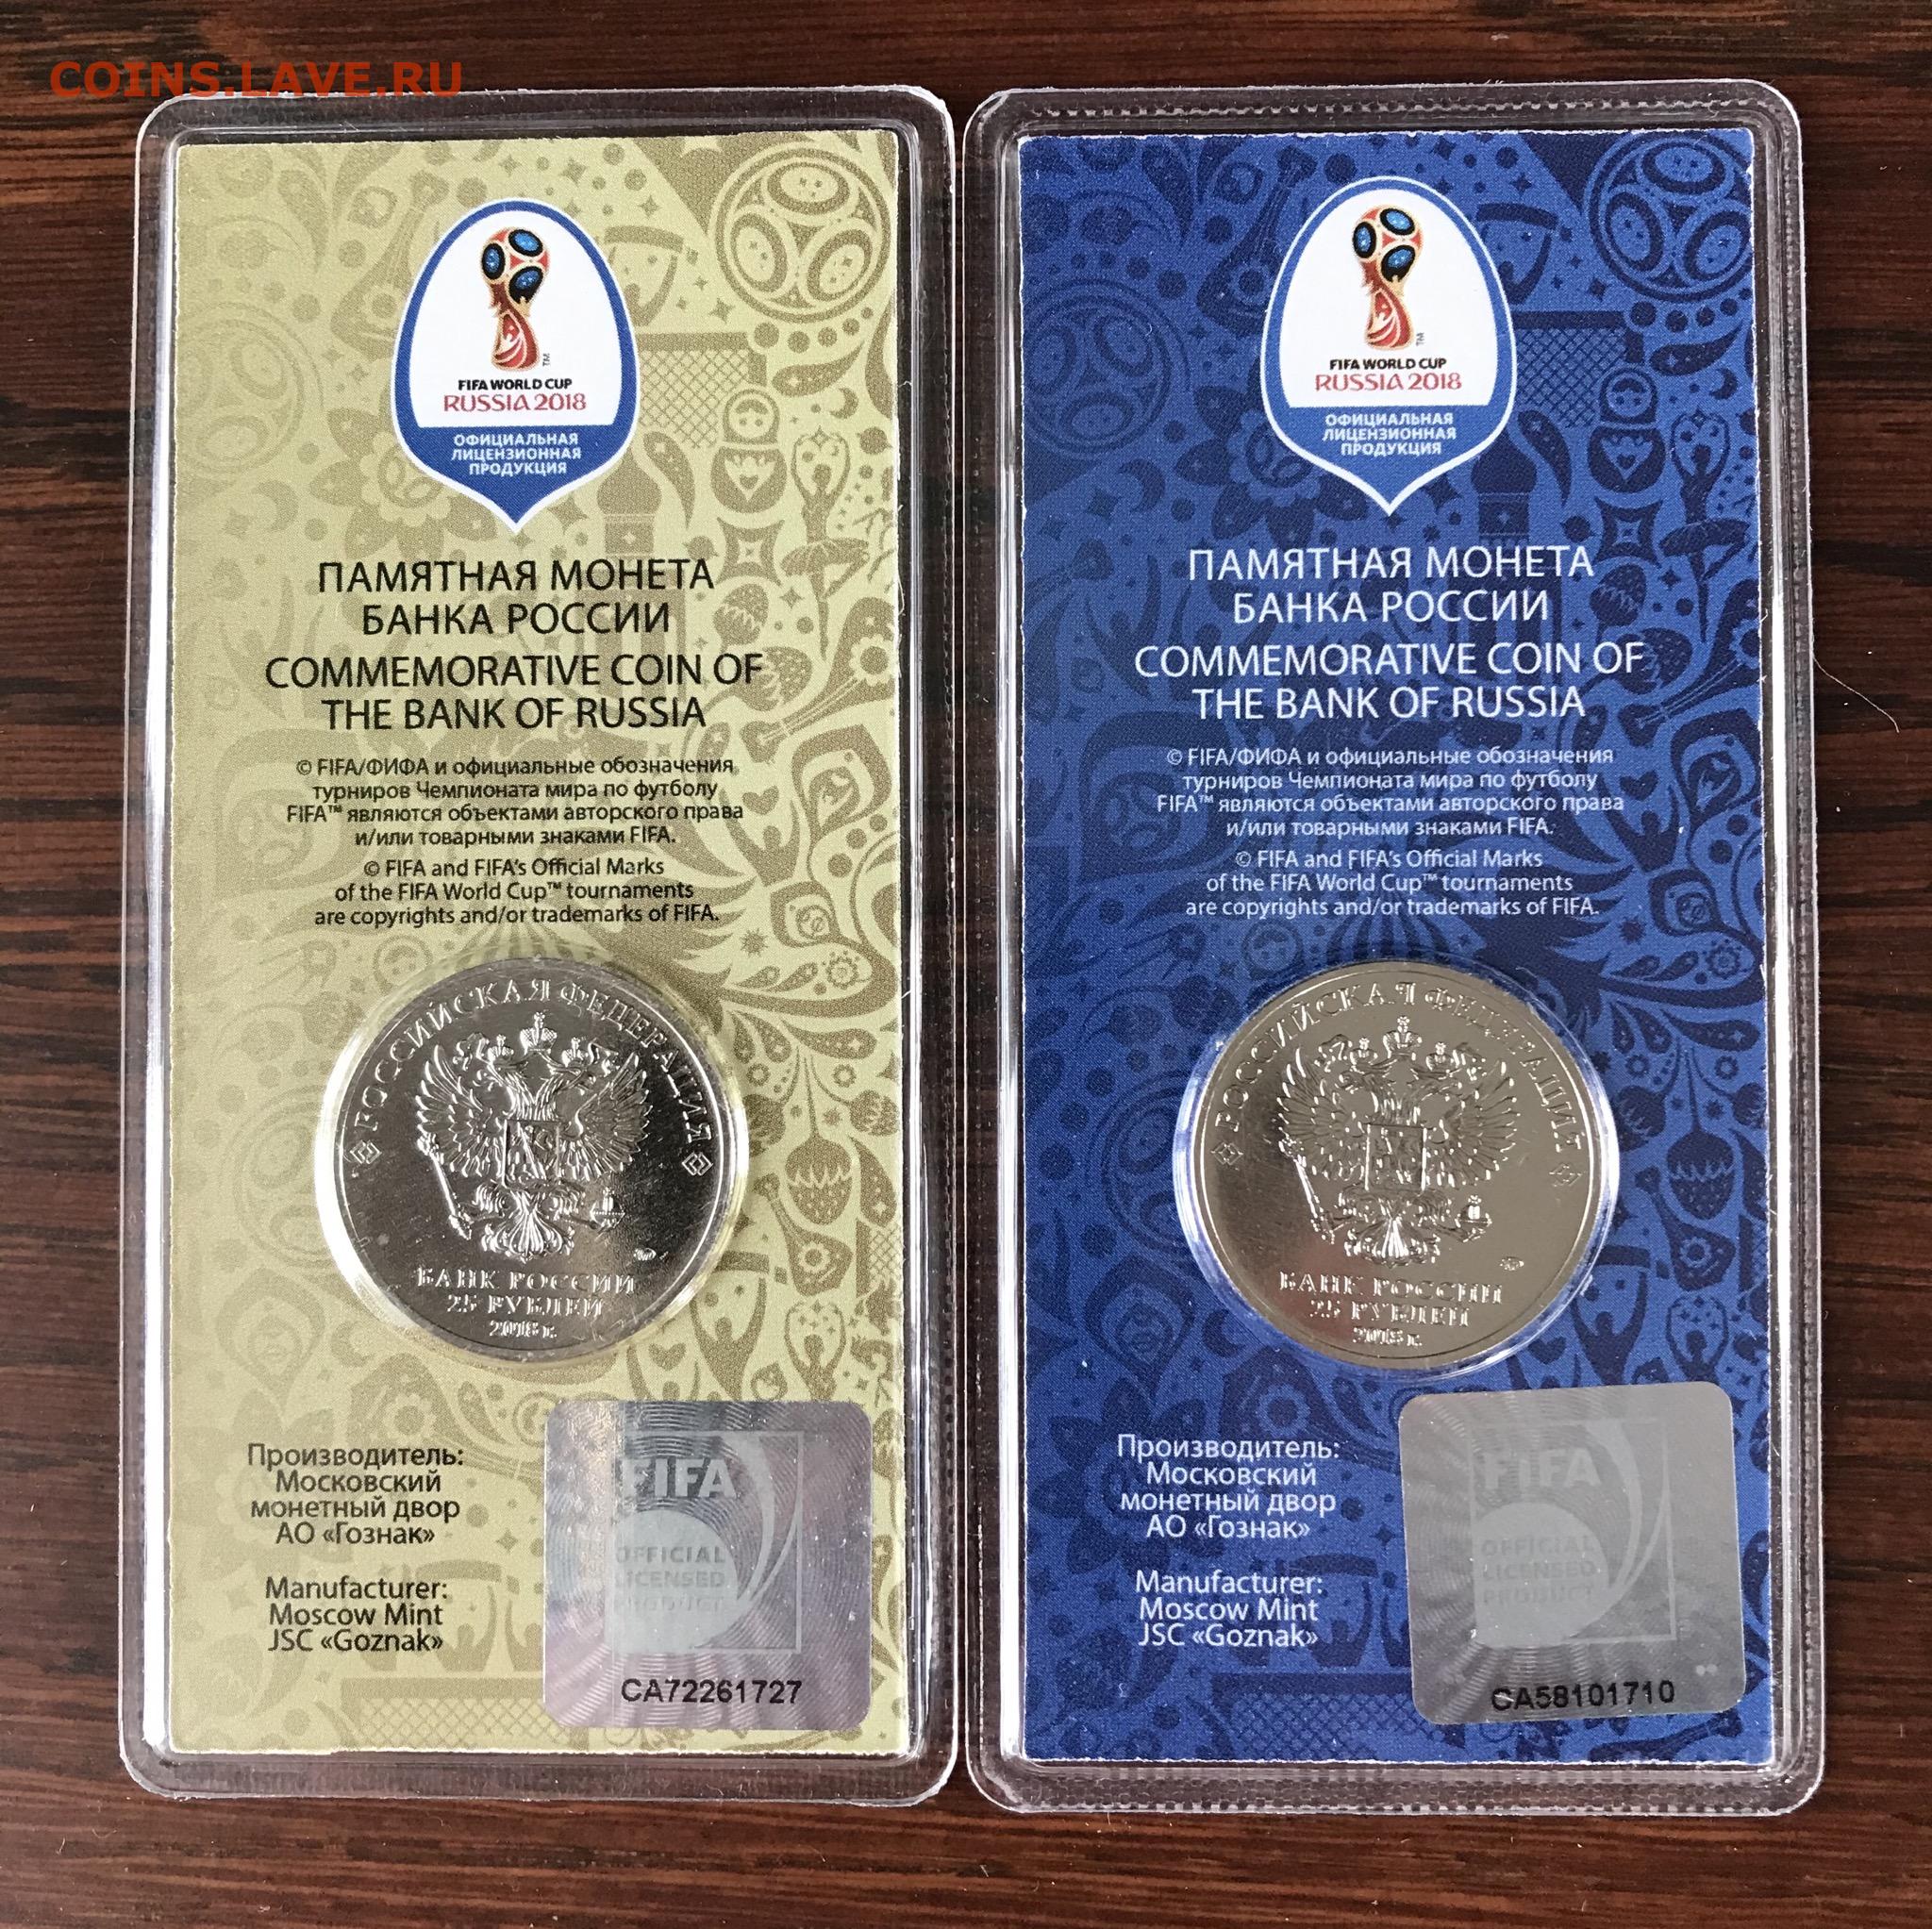 COINS.LAVE.RU
FIFA WORLD CUP
RUSSIA 2018
TM
ОФИЦИАЛЬНАЯ
ЛИЦЕНЗИОННАЯ
ПРОДУКЦИЯ
ПАМЯТНАЯ МОНЕТА
БАНКА РОССИИ
COMMEMORATIVE COIN OF
THE BANK OF RUSSIA
© FIFA/ФИФА и официальные обозначения
турниров Чемпионата мира по футболу
FIFA™ являются объектами авторского права
и/или товарными знаками FIFA.
© FIFA and FIFA's Official Marks
of the FIFA World Cup™ tournaments
are copyrights and/or trademarks of FIFA.
РОССИЙСКАЯ ФЕДЕРАЦИЯ
БАНК РОССИИ
25 РУБЛЕЙ
2018 г.
Производитель:
Московский
монетный двор
АО «Гознак»
Manufacturer:
Moscow Mint
JSC «Goznak»
FIFA
OFFICIAL
LICENSED
PRODUCT
CA72261727
FIFA WORLD CUP
RUSSIA 2018
TM
ОФИЦИАЛЬНАЯ
ЛИЦЕНЗИОННАЯ
ПРОДУКЦИЯ
ПАМЯТНАЯ МОНЕТА
БАНКА РОССИИ
COMMEMORATIVE COIN OF
THE BANK OF RUSSIA
© FIFA/ФИФА и официальные обозначения
турниров Чемпионата мира по футболу
FIFA™ являются объектами авторского права
и/или товарными знаками FIFA.
© FIFA and FIFA's Official Marks
of the FIFA World Cup™ tournaments
are copyrights and/or trademarks of FIFA.
РОССИЙСКАЯ ФЕДЕРАЦИЯ
БАНК РОССИИ
25 РУБЛЕЙ
2018 г.
Производитель:
Московский
монетный двор
АО «Гознак»
Manufacturer:
Moscow Mint
JSC «Goznak»
FIFA
OFFICIAL
LICENSED
PRODUCT
CA58101710